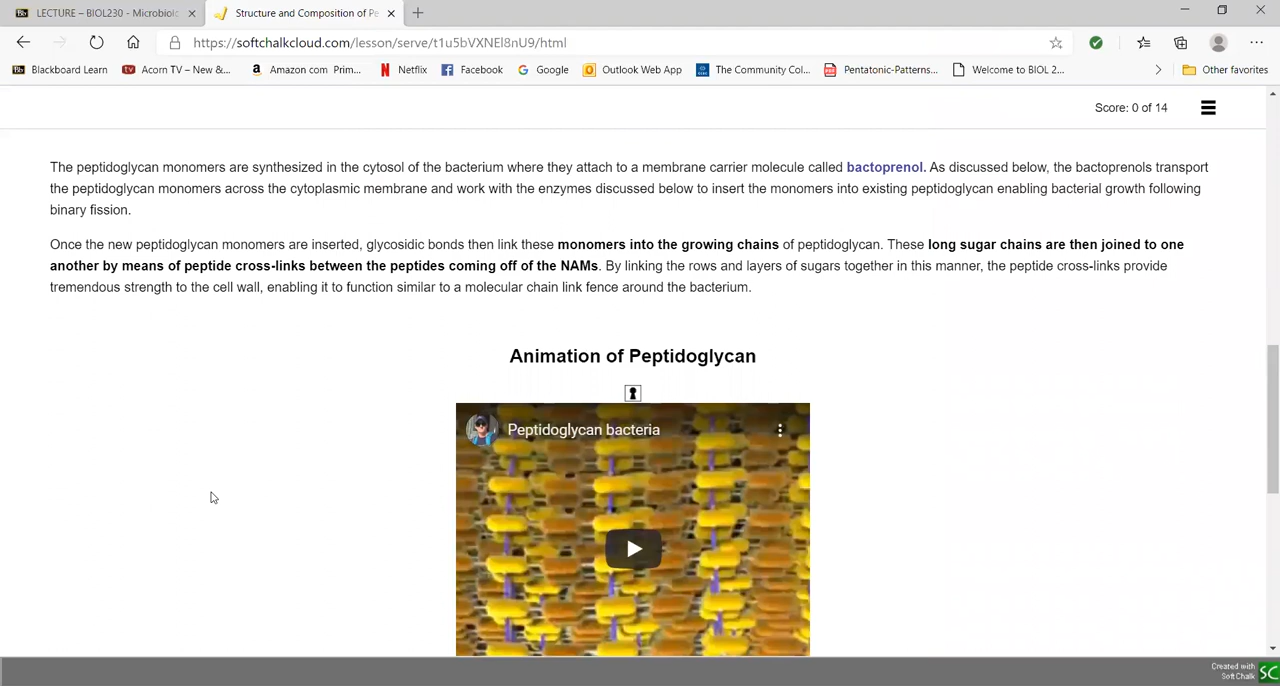 LECTURE – BIOL230 - Microbiolo
Structure and Composition of Pe
https://softchalkcloud.com/lesson/serve/t1u5bVXNEl8nU9/html
Blackboard Learn
Acorn TV – New &...
Amazon com Prim...
Netflix
Facebook
Google
Outlook Web App
The Community Col...
Pentatonic-Patterns...
Welcome to BIOL 2...
Other favorites
Score: 0 of 14
The peptidoglycan monomers are synthesized in the cytosol of the bacterium where they attach to a membrane carrier molecule called bactoprenol. As discussed below, the bactoprenols transport
the peptidoglycan monomers across the cytoplasmic membrane and work with the enzymes discussed below to insert the monomers into existing peptidoglycan enabling bacterial growth following
binary fission.
Once the new peptidoglycan monomers are inserted, glycosidic bonds then link these monomers into the growing chains of peptidoglycan. These long sugar chains are then joined to one
another by means of peptide cross-links between the peptides coming off of the NAMs. By linking the rows and layers of sugars together in this manner, the peptide cross-links provide
tremendous strength to the cell wall, enabling it to function similar to a molecular chain link fence around the bacterium.
Animation of Peptidoglycan
Peptidoglycan bacteria
Created with
SoftChalk
SC